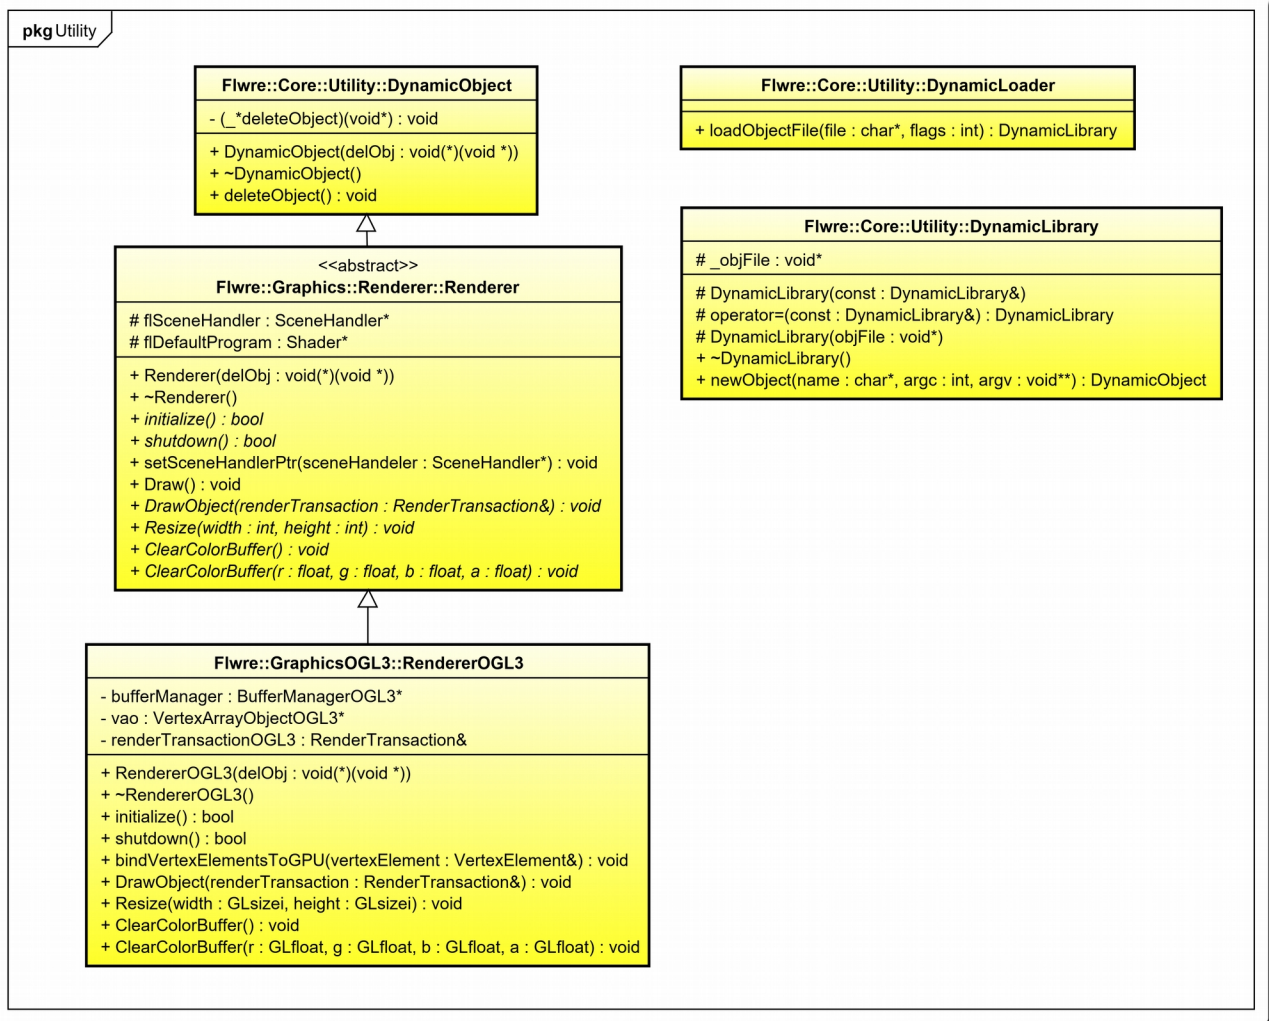 pkg Utility
Flwre::Core::Utility::DynamicObject
- (_*deleteObject)(void*) : void
+ DynamicObject(delObj : void(*)(void *))
+ ~DynamicObject()
+ deleteObject() : void
Flwre::Core::Utility::DynamicLoader
+ loadObjectFile(file : char*, flags : int) : DynamicLibrary
Flwre::Core::Utility::DynamicLibrary
# _objFile : void*
# DynamicLibrary(const : DynamicLibrary&)
# operator=(const : DynamicLibrary&) : DynamicLibrary
# DynamicLibrary(objFile : void*)
+ ~DynamicLibrary()
+ newObject(name : char*, argc : int, argv : void**) : DynamicObject
<<abstract>>
Flwre::Graphics::Renderer::Renderer
# flSceneHandler : SceneHandler*
# flDefaultProgram : Shader*
+ Renderer(delObj : void(*)(void *))
+ ~Renderer()
+ initialize() : bool
+ shutdown() : bool
+ setSceneHandlerPtr(sceneHandeler : SceneHandler*) : void
+ Draw() : void
+ DrawObject(renderTransaction : RenderTransaction&) : void
+ Resize(width : int, height : int) : void
+ ClearColorBuffer() : void
+ ClearColorBuffer(r : float, g : float, b : float, a : float) : void
Flwre::GraphicsOGL3::RendererOGL3
- bufferManager : BufferManagerOGL3*
- vao : VertexArrayObjectOGL3*
- renderTransactionOGL3 : RenderTransaction&
+ RendererOGL3(delObj : void(*)(void *))
+ ~RendererOGL3()
+ initialize() : bool
+ shutdown() : bool
+ bindVertexElementsToGPU(vertexElement : VertexElement&) : void
+ DrawObject(renderTransaction : RenderTransaction&) : void
+ Resize(width : GLsizei, height : GLsizei) : void
+ ClearColorBuffer() : void
+ ClearColorBuffer(r : GLfloat, g : GLfloat, b : GLfloat, a : GLfloat) : void